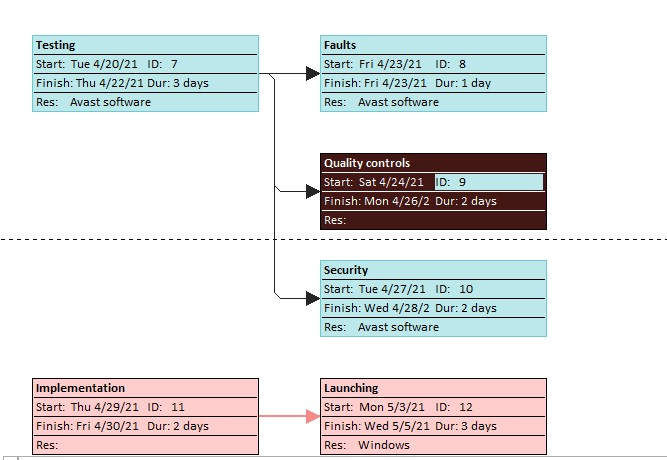 Testing
Start: Tue 4/20/21 ID: 7
Finish: Thu 4/22/21 Dur: 3 days
Res: Avast software
Faults
Start: Fri 4/23/21 ID: 8
Finish: Fri 4/23/21 Dur: 1 day
Res: Avast software
Quality controls
Start: Sat 4/24/21 ID: 9
Finish: Mon 4/26/2 Dur: 2 days
Res:
Security
Start: Tue 4/27/21 ID: 10
Finish: Wed 4/28/2 Dur: 2 days
Res: Avast software
Implementation
Start: Thu 4/29/21 ID: 11
Finish: Fri 4/30/21 Dur: 2 days
Res:
Launching
Start: Mon 5/3/21 ID: 12
Finish: Wed 5/5/21 Dur: 3 days
Res: Windows